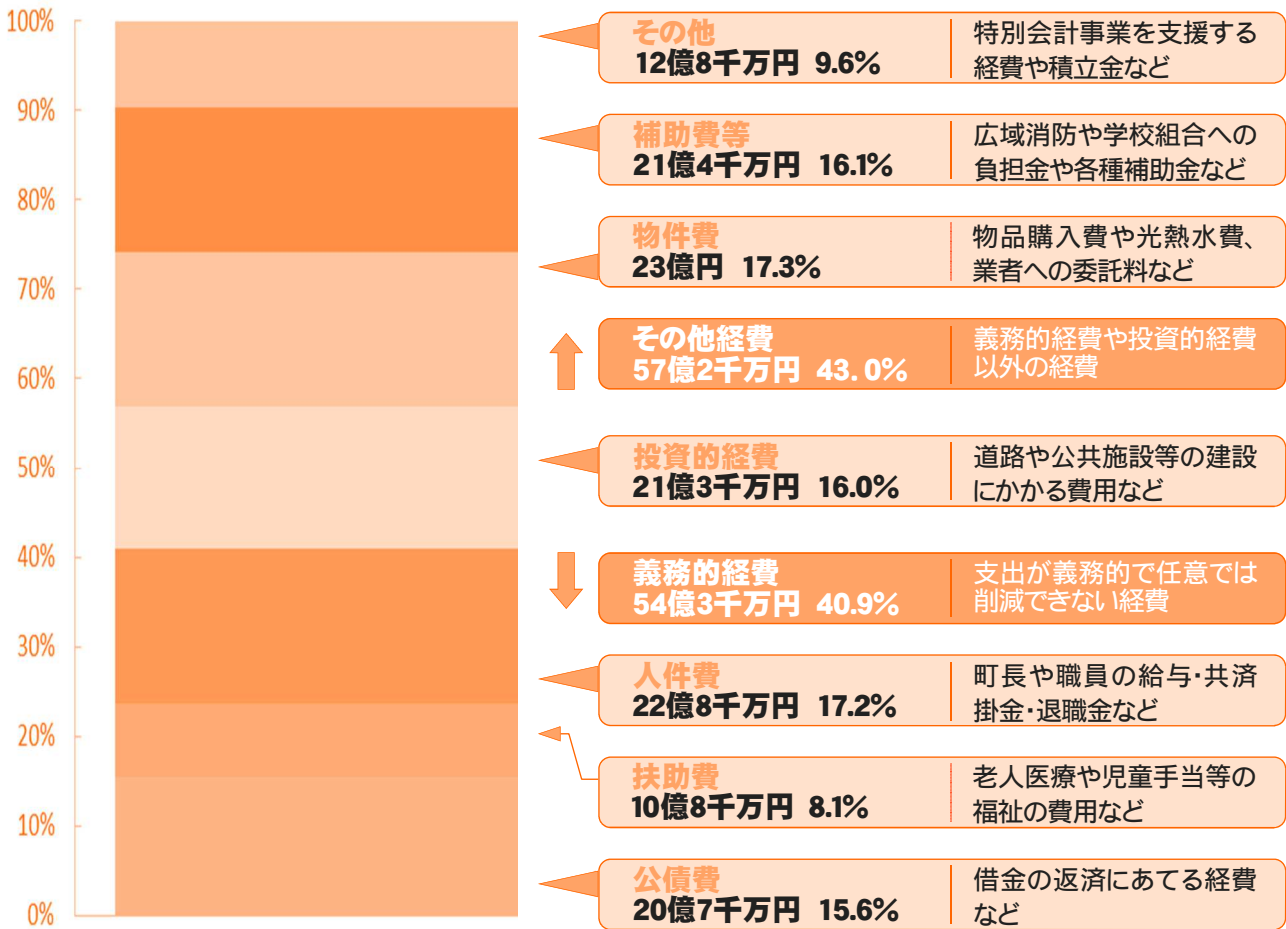 100%
90%
80%
70%
60%
50%
40%
30%
20%
10%
0%
その他
12億8千万円 9.6%
特別会計事業を支援する
経費や積立金など
補助費等
21億4千万円 16.1%
広域消防や学校組合への
負担金や各種補助金など
物件費
23億円 17.3%
物品購入費や光熱水費、
業者への委託料など
その他経費
57億2千万円 43.0%
義務的経費や投資的経費
以外の経費
投資的経費
21億3千万円 16.0%
道路や公共施設等の建設
にかかる費用など
義務的経費
54億3千万円 40.9%
支出が義務的で任意では
削減できない経費
人件費
22億8千万円 17.2%
町長や職員の給与・共済
掛金・退職金など
扶助費
10億8千万円 8.1%
老人医療や児童手当等の
福祉の費用など
公債費
20億7千万円 15.6%
借金の返済にあてる経費
など